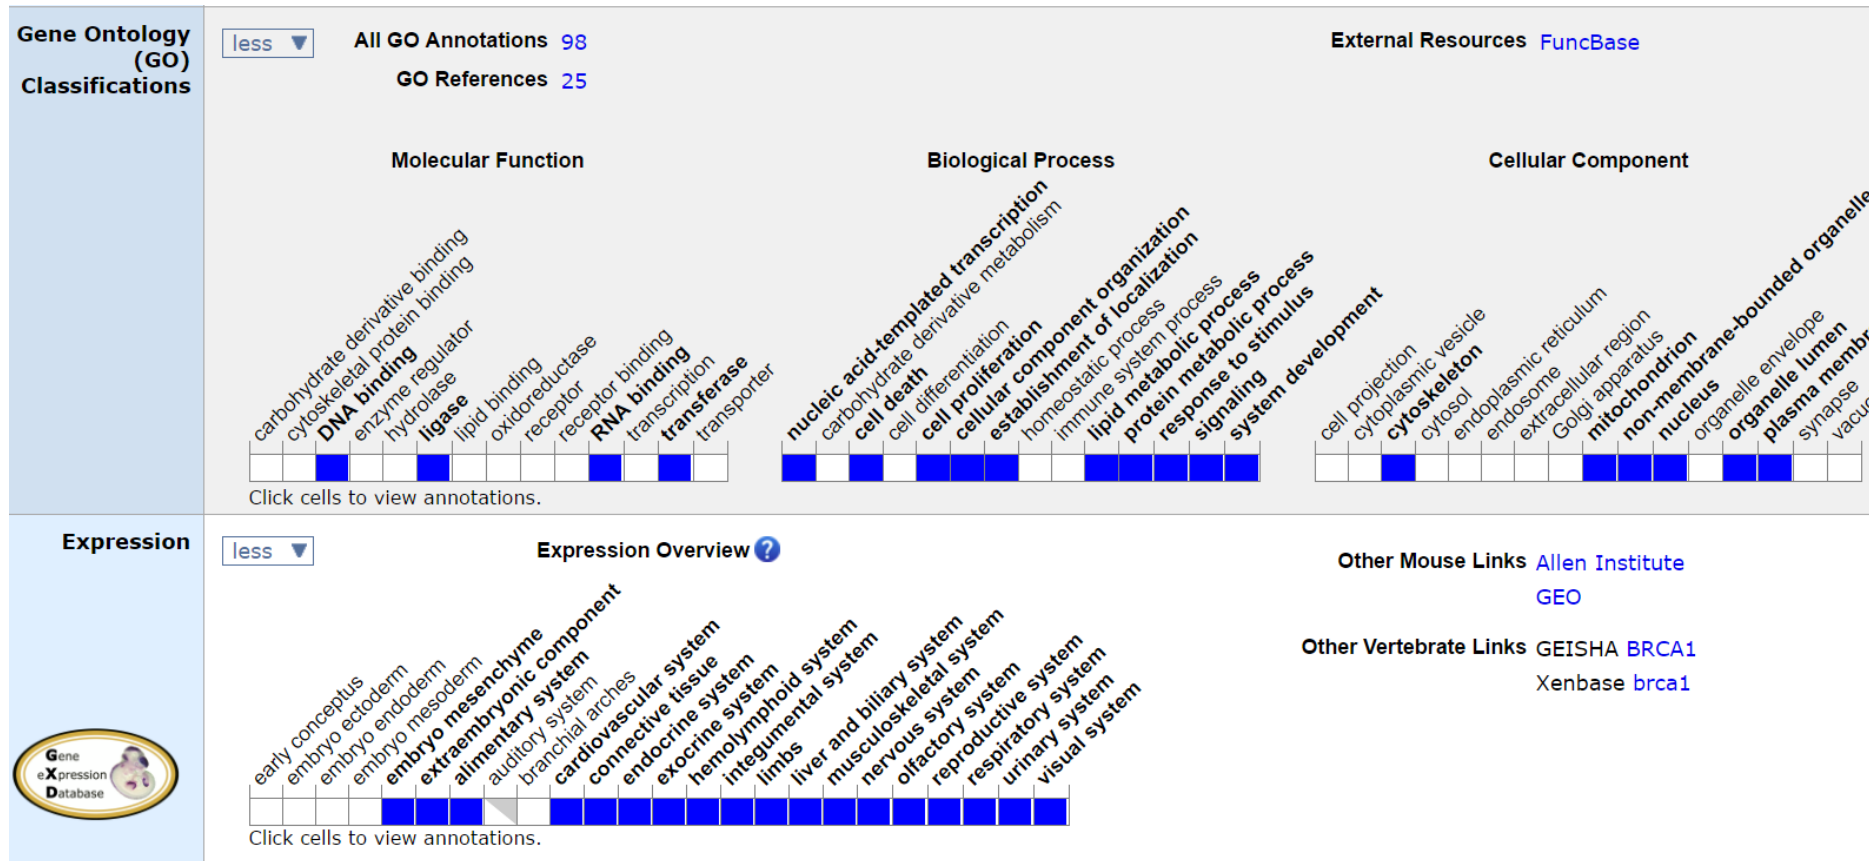 Gene Ontology
(GO)
Classifications
less
All GO Annotations 98
GO References 25
External Resources FuncBase
Molecular Function
carbohydrate derivative binding
cytoskeletal protein binding
DNA binding
enzyme regulator
hydrolase
ligase
lipid binding
oxidoreductase
receptor
receptor binding
RNA binding
transcription
transferase
transporter
Biological Process
nucleic acid-templated transcription
carbohydrate derivative metabolism
cell death
cell differentiation
cell proliferation
cellular component organization
establishment of localization
homeostatic process
immune system process
lipid metabolic process
protein metabolic process
response to stimulus
signaling
system development
Cellular Component
cell projection
cytoplasmic vesicle
cytoskeleton
cytosol
endoplasmic reticulum
endosome
extracellular region
Golgi apparatus
mitochondrion
non-membrane-bounded organelle
nucleus
organelle envelope
organelle lumen
plasma membr
synapse
vacu
Click cells to view annotations.
Expression
less
Expression Overview ?
early conceptus
embryo ectoderm
embryo endoderm
embryo mesoderm
embryo mesenchyme
extraembryonic component
alimentary system
auditory system
branchial arches
cardiovascular system
connective tissue
endocrine system
exocrine system
hemolymphoid system
integumental system
limbs
liver and biliary system
musculoskeletal system
nervous system
olfactory system
reproductive system
respiratory system
urinary system
visual system
Click cells to view annotations.
Other Mouse Links Allen Institute
GEO
Other Vertebrate Links GEISHA BRCA1
Xenbase brca1
Gene
eXpression
Database